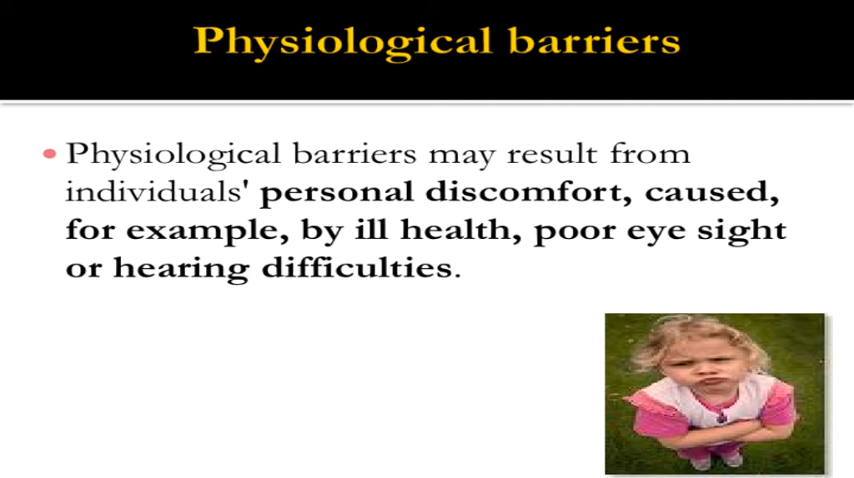 Physiological barriers
• Physiological barriers may result from
individuals' personal discomfort, caused,
for example, by ill health, poor eye sight
or hearing difficulties.